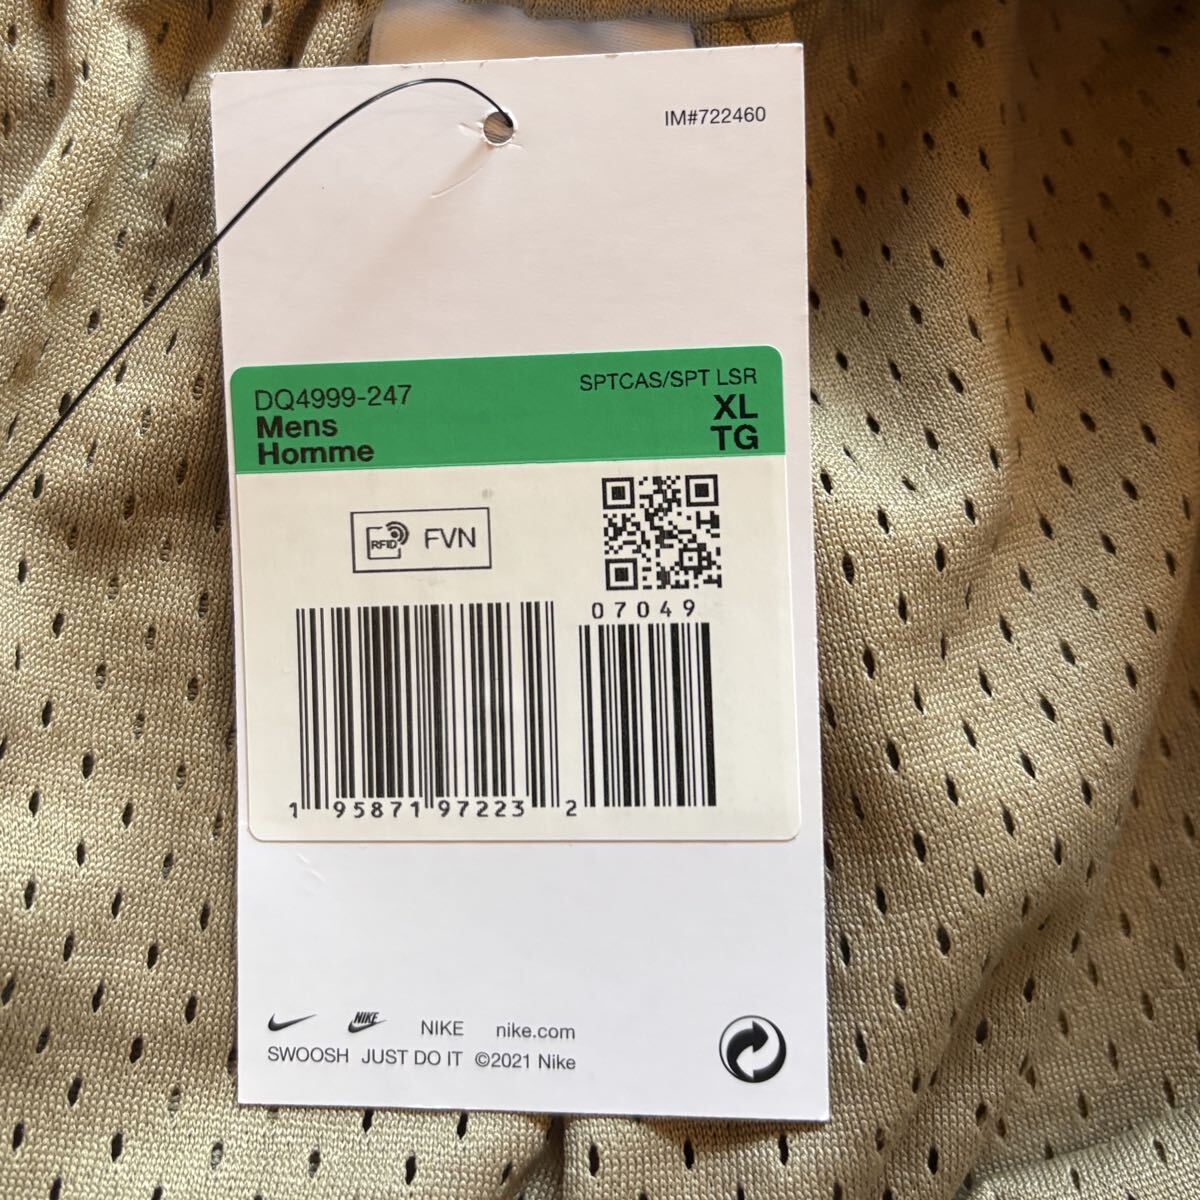 IM#722460
DQ4999-247
SPTCAS/SPT LSR
Mens
XL
Homme
TG
RFID FVN
07049
1 95871 97223 2
NIKE NIKE nike.com
SWOOSH JUST DO IT ©2021 Nike